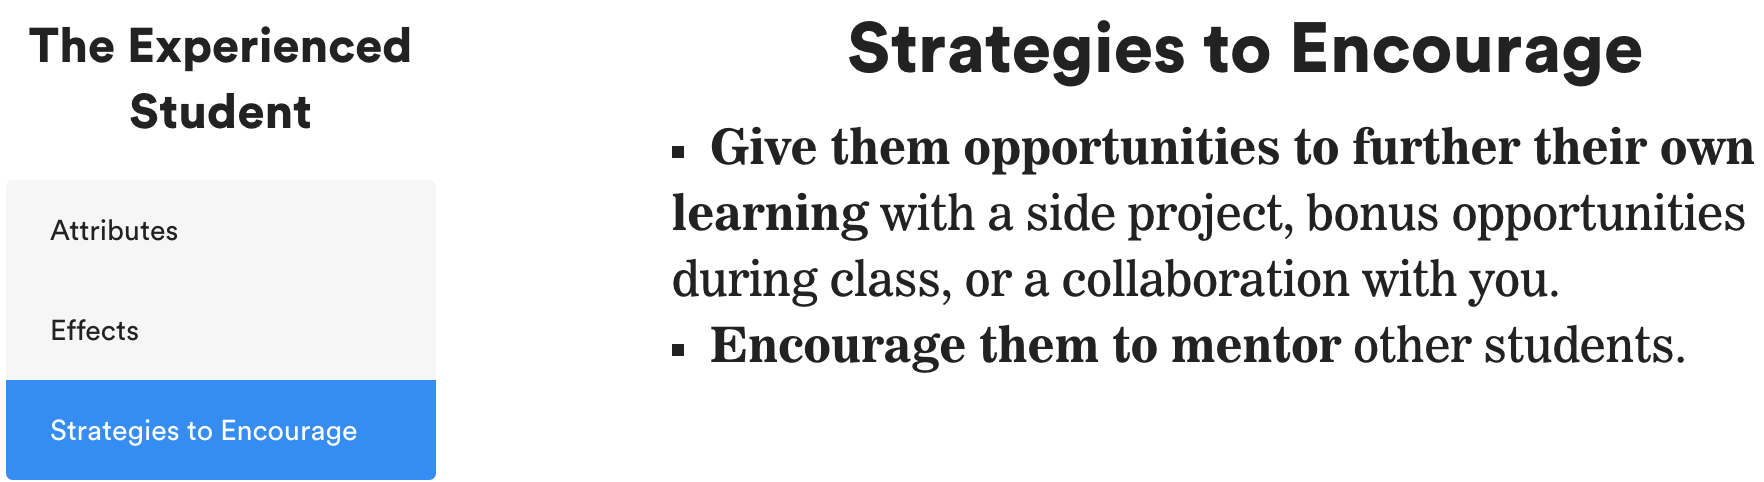 The Experienced
Student
Attributes
Effects
Strategies to Encourage
Strategies to Encourage
▪ Give them opportunities to further their own
learning with a side project, bonus opportunities
during class, or a collaboration with you.
▪ Encourage them to mentor other students.